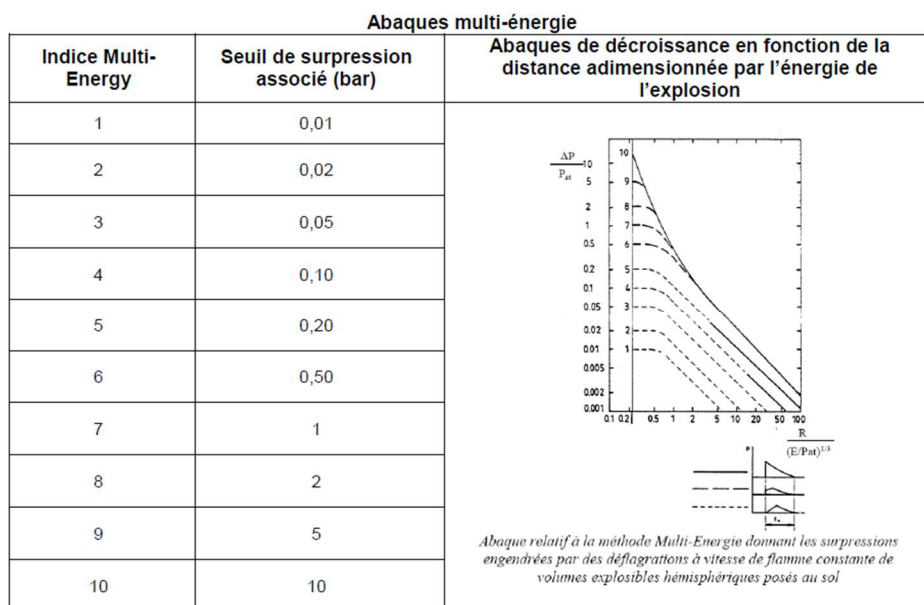 Abaques multi-énergie
Indice Multi-
Energy
Seuil de surpression
associé (bar)
Abaques de décroissance en fonction de la
distance adimensionnée par l'énergie de
l'explosion
1
0,01
2
0,02
3
0,05
4
0,10
5
0,20
6
0,50
7
1
8
2
9
5
10
10
ΔP
Pat
10
5
2
1
0.5
0.2
0.1
0.05
0.02
0.01
0.005
0.002
0.001
10
9
8
7
6
5
4
3
2
1
0.1 0.2 0.5 1 2 5 10 20 50 100
R
(E/Pat)1/3
P
Abaque relatif à la méthode Multi-Energie donnant les surpressions
engendrées par des déflagrations à vitesse de flamme constante de
volumes explosibles hémisphériques posés au sol